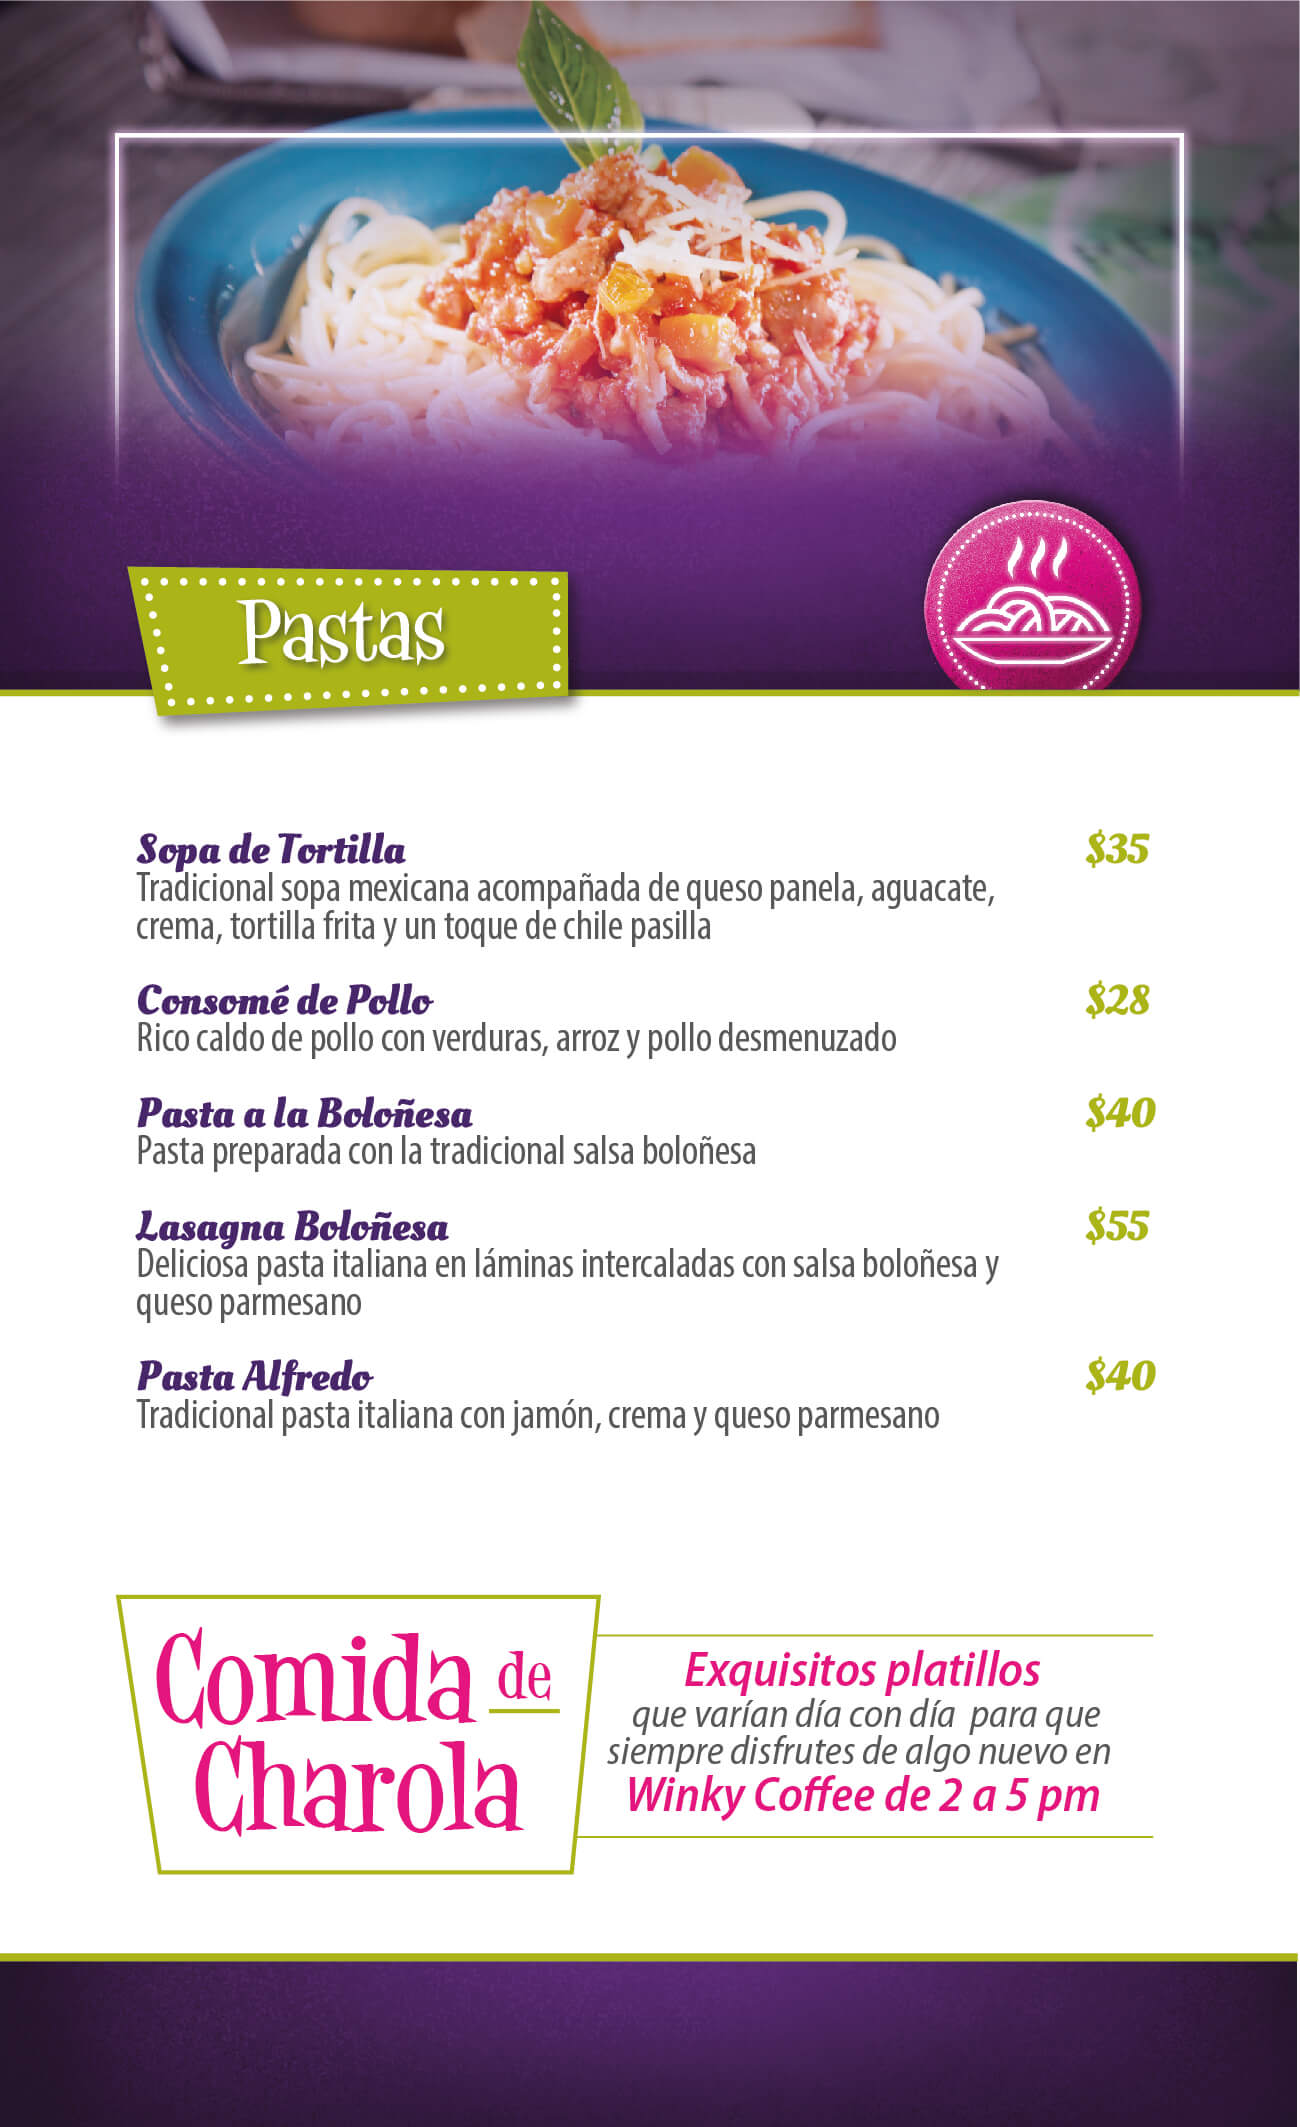 Pastas
Sopa de Tortilla $35
Tradicional sopa mexicana acompañada de queso panela, aguacate,
crema, tortilla frita y un toque de chile pasilla
Consomé de Pollo $28
Rico caldo de pollo con verduras, arroz y pollo desmenuzado
Pasta a la Boloñesa $40
Pasta preparada con la tradicional salsa boloñesa
Lasagna Boloñesa $55
Deliciosa pasta italiana en láminas intercaladas con salsa boloñesa y
queso parmesano
Pasta Alfredo $40
Tradicional pasta italiana con jamón, crema y queso parmesano
Comida de
Charola
Exquisitos platillos
que varían día con día para que
siempre disfrutes de algo nuevo en
Winky Coffee de 2 a 5 pm